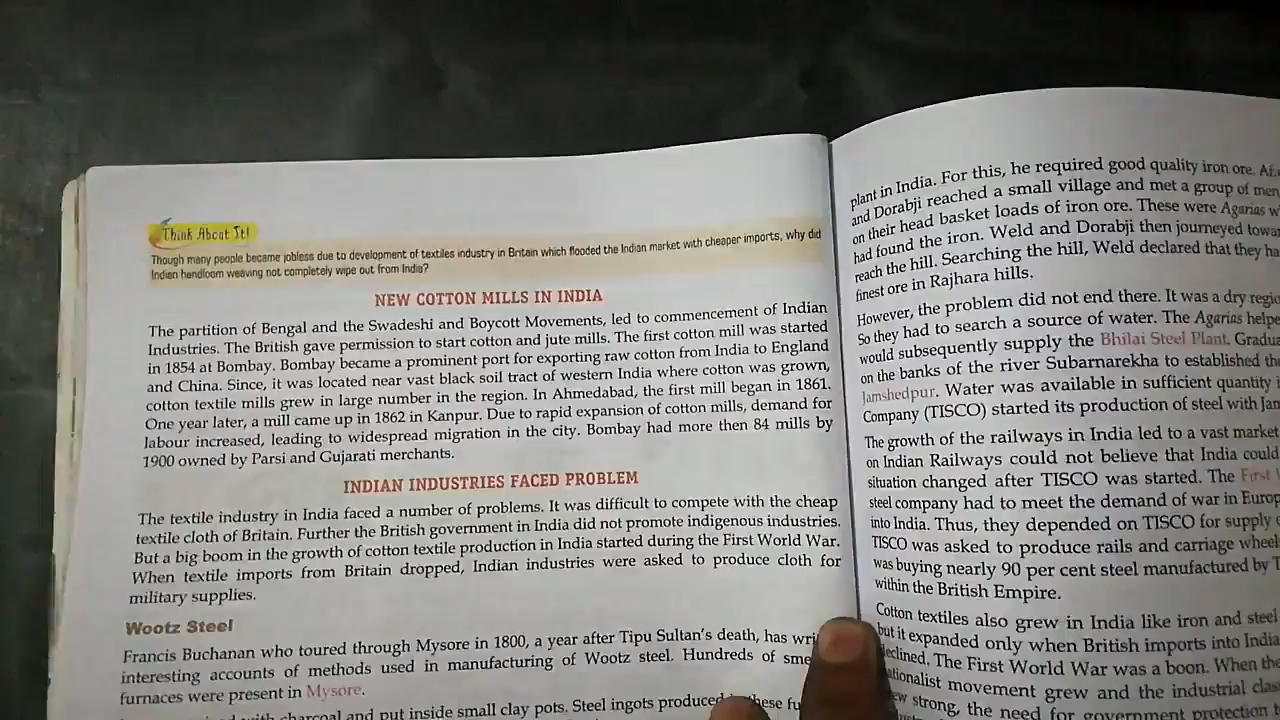 Think About It!
Though many people became jobless due to development of textiles industry in Britain which flooded the Indian market with cheaper imports, why did
Indian handloom weaving not completely wipe out from India?
NEW COTTON MILLS IN INDIA
The partition of Bengal and the Swadeshi and Boycott Movements, led to commencement of Indian
Industries. The British gave permission to start cotton and jute mills. The first cotton mill was started
in 1854 at Bombay. Bombay became a prominent port for exporting raw cotton from India to England
and China. Since, it was located near vast black soil tract of western India where cotton was grown,
cotton textile mills grew in large number in the region. In Ahmedabad, the first mill began in 1861.
One year later, a mill came up in 1862 in Kanpur. Due to rapid expansion of cotton mills, demand for
labour increased, leading to widespread migration in the city. Bombay had more then 84 mills by
1900 owned by Parsi and Gujarati merchants.
INDIAN INDUSTRIES FACED PROBLEM
The textile industry in India faced a number of problems. It was difficult to compete with the cheap
textile cloth of Britain. Further the British government in India did not promote indigenous industries.
But a big boom in the growth of cotton textile production in India started during the First World War.
When textile imports from Britain dropped, Indian industries were asked to produce cloth for
military supplies.
Wootz Steel
Francis Buchanan who toured through Mysore in 1800, a year after Tipu Sultan's death, has
interesting accounts of methods used in manufacturing of Wootz steel. Hundreds of
furnaces were present in Mysore.
with charcoal and put inside small clay pots. Steel ingots produced
plant in India. For this, he required good quality iron ore.
and Dorabji reached a small village and met a group of men
on their head basket loads of iron ore. These were Agarias
had found the iron. Weld and Dorabji then journeyed
reach the hill. Searching the hill, Weld declared that they
finest ore in Rajhara hills.
However, the problem did not end there. It was a dry
So they had to search a source of water. The Agarias
would subsequently supply the Bhilai Steel Plant.
on the banks of the river Subarnarekha to established
Jamshedpur. Water was available in sufficient quantity
Company (TISCO) started its production of steel with
The growth of the railways in India led to a vast market
on Indian Railways could not believe that India could
situation changed after TISCO was started. The First
steel company had to meet the demand of war in
into India. Thus, they depended on TISCO for supply
TISCO was asked to produce rails and carriage
was buying nearly 90 per cent steel manufactured by
within the British Empire.
Cotton textiles also grew in India like iron and steel
but it expanded only when British imports into India
declined. The First World War was a boon. When the
nationalist movement grew and the industrial
strong, the need for government protection